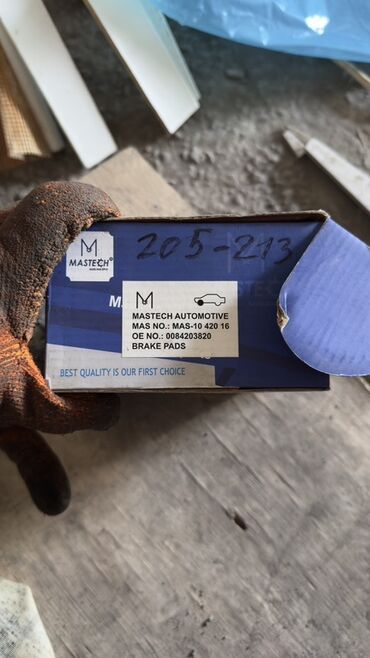 205-213
M
MASTECH®
M
M
MASTECH AUTOMOTIVE
MAS NO.: MAS-10 420 16
OE NO.: 0084203820
BRAKE PADS
BEST QUALITY IS OUR FIRST CHOICE